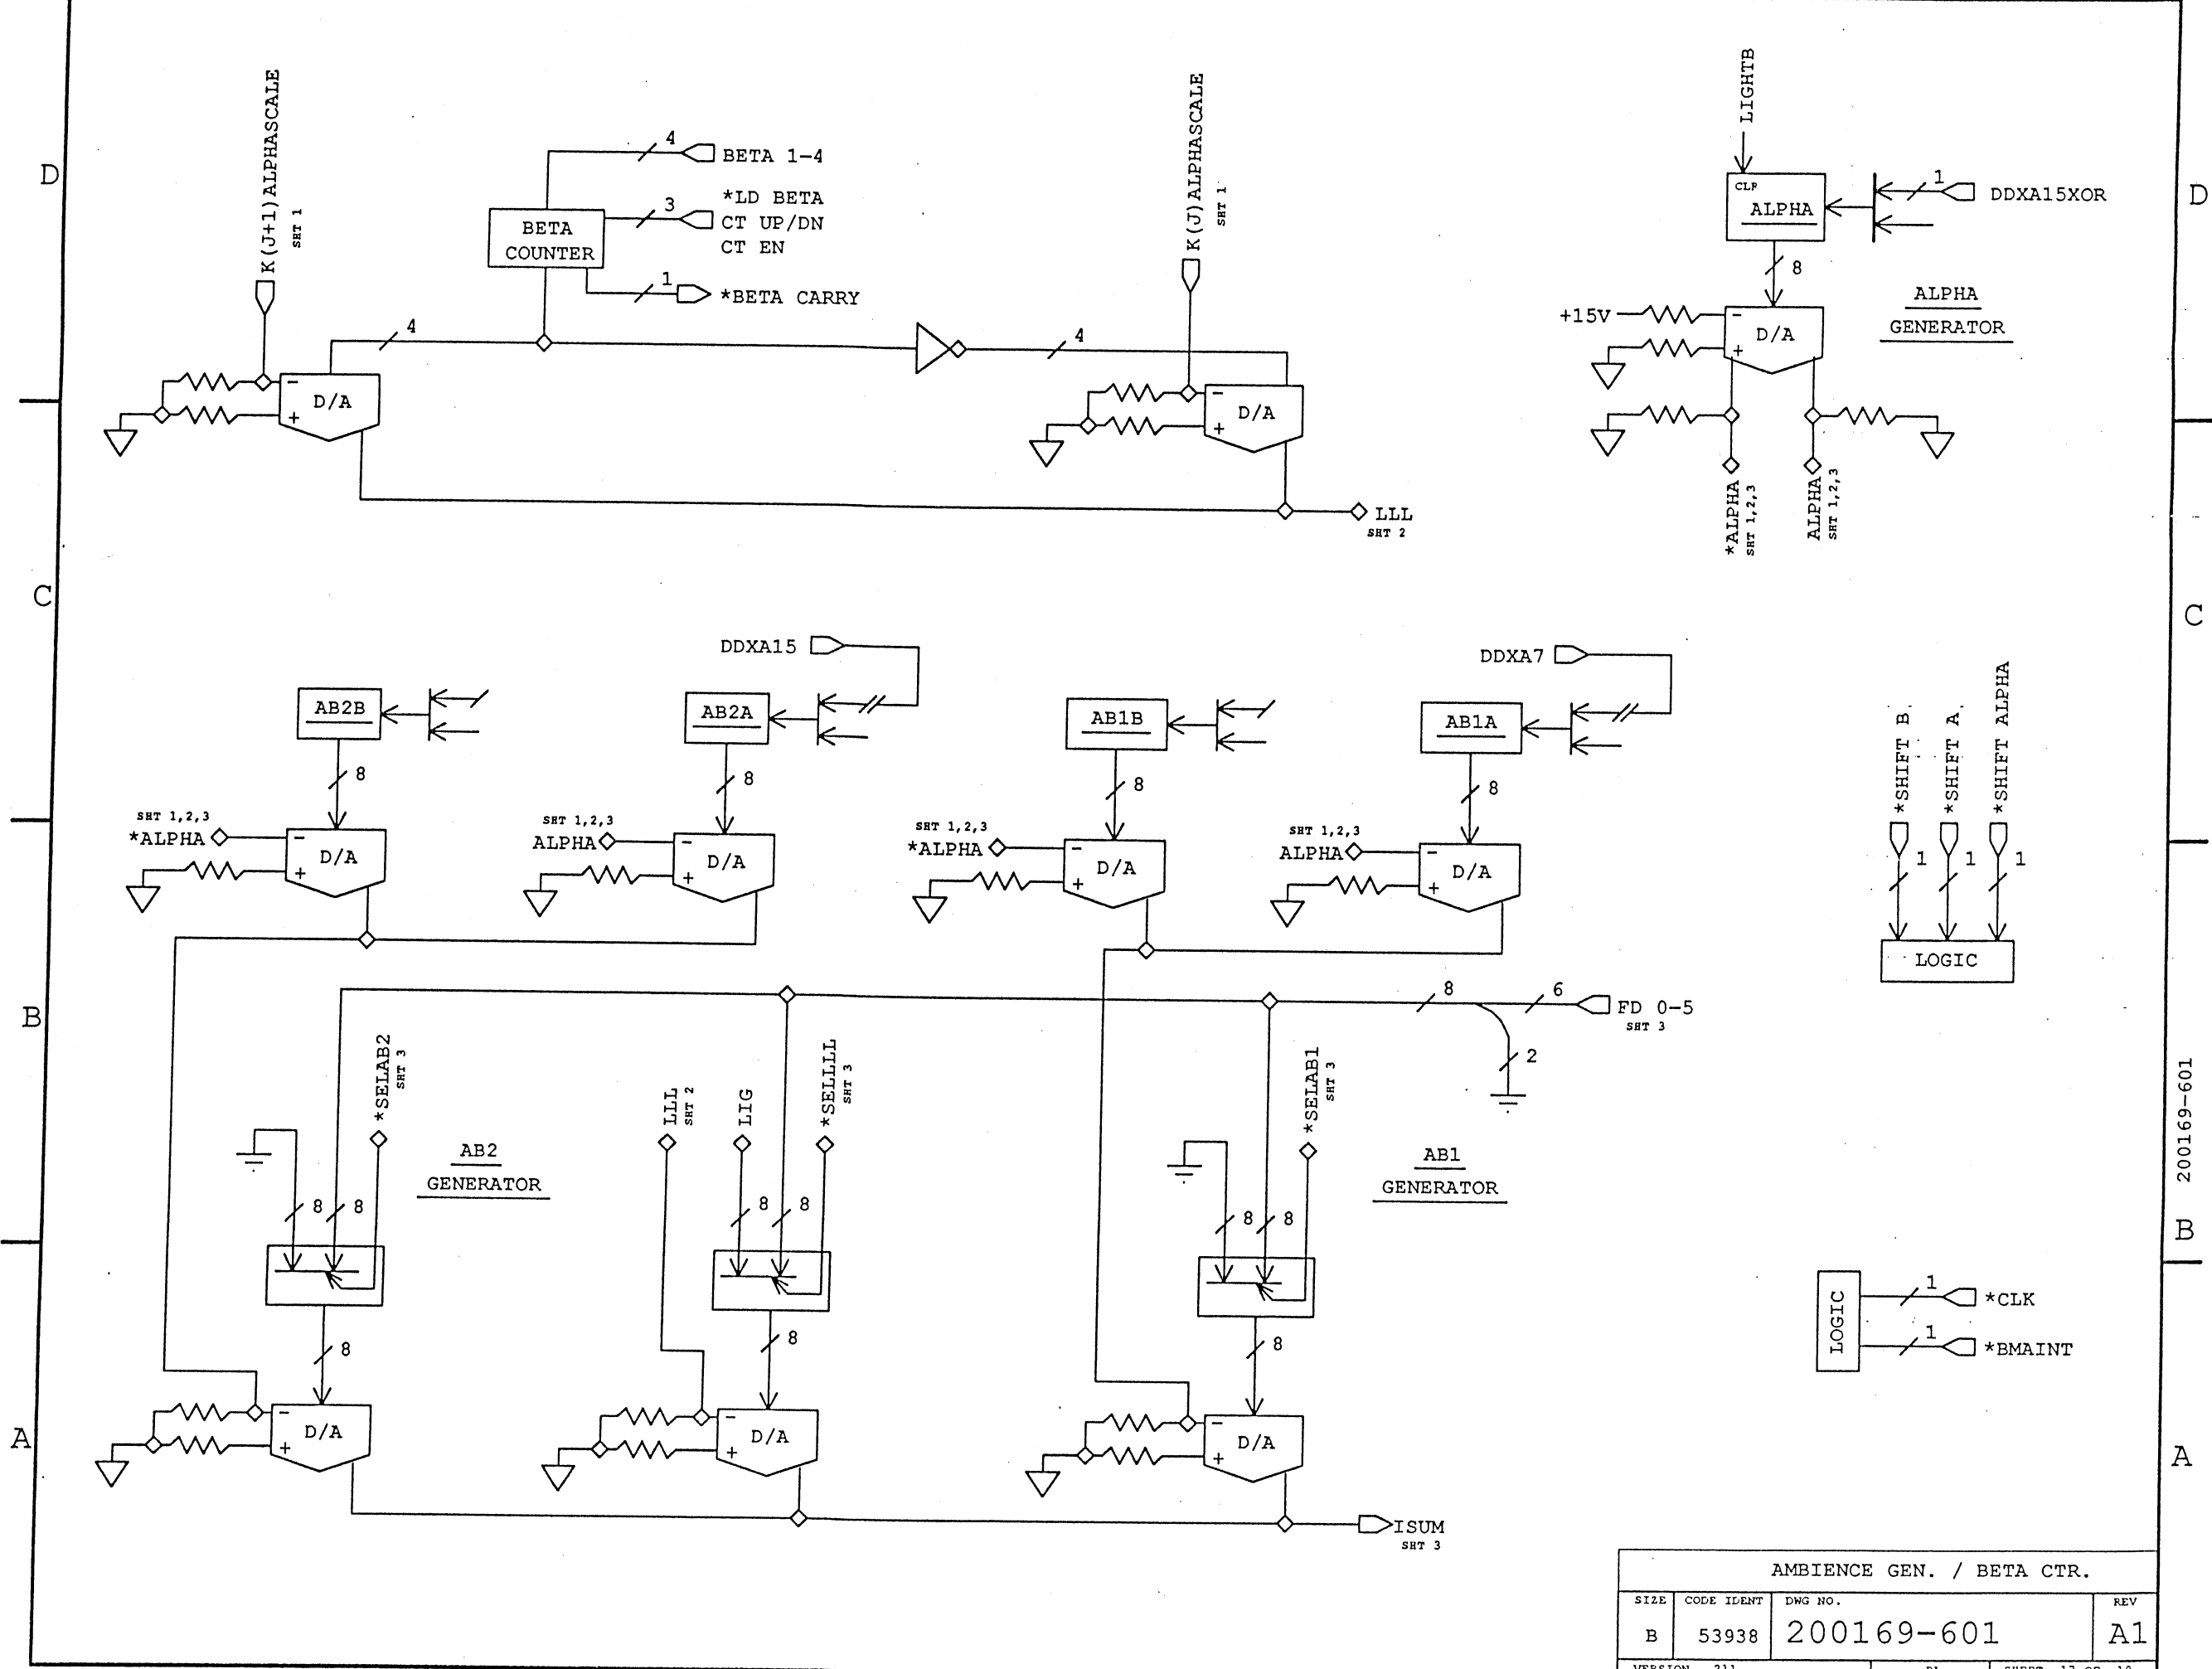 D
K(J+1)ALPHASCALE
SHT 1
4
BETA 1-4
*LD BETA
3
CT UP/DN
CT EN
BETA
COUNTER
1
*BETA CARRY
4
4
K(J)ALPHASCALE
SHT 1
-
D/A
+
-
D/A
+
LLL
SHT 2
LIGHTB
ALPHA
1
DDXA15XOR
8
+15V
-
D/A
+
ALPHA
GENERATOR
*ALPHA
SHT 1,2,3
ALPHA
SHT 1,2,3
D
C
C
AB2B
8
SHT 1,2,3
*ALPHA
-
D/A
+
DDXA15
AB2A
8
SHT 1,2,3
ALPHA
-
D/A
+
AB1B
8
SHT 1,2,3
*ALPHA
-
D/A
+
DDXA7
AB1A
8
SHT 1,2,3
ALPHA
-
D/A
+
*SHIFT B
*SHIFT A
*SHIFT ALPHA
1
1
1
LOGIC
B
8
6
FD 0-5
SHT 3
2
*SELAB2
SHT 3
8
8
AB2
GENERATOR
LLL
SHT 2
LIG
*SELLLL
SHT 3
8
8
*SELAB1
SHT 3
8
8
AB1
GENERATOR
200169-601
B
8
8
8
LOGIC
1
*CLK
1
*BMAINT
A
-
D/A
+
-
D/A
+
-
D/A
+
ISUM
SHT 3
A
AMBIENCE GEN. / BETA CTR.
SIZE
CODE IDENT
DWG NO.
REV
B
53938
200169-601
A1